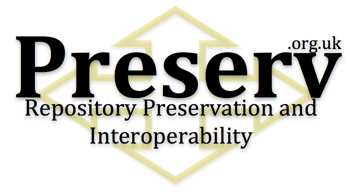 Preserv
.org.uk
Repository Preservation and
Interoperability